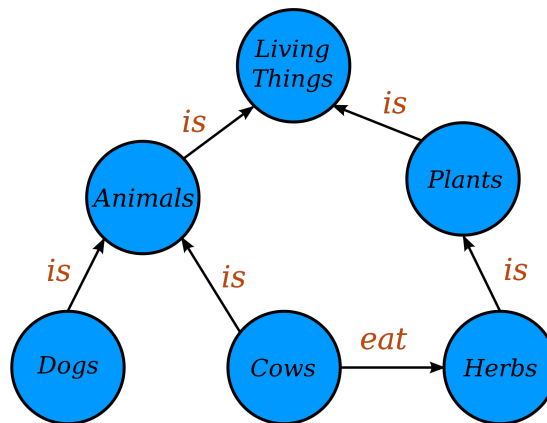 Living
Things
is
is
Animals
Plants
is
is
is
eat
Dogs
Cows
Herbs